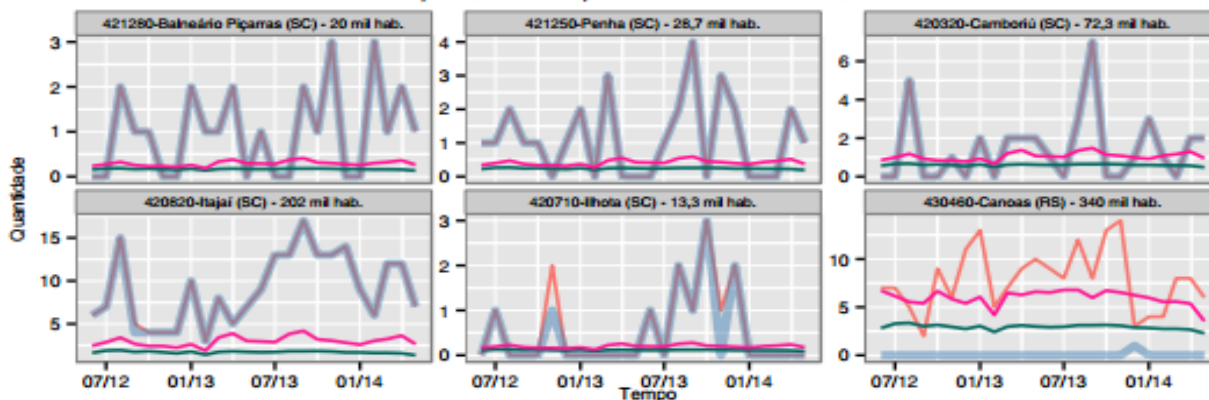 421280-Balneário Piçarras (SC) - 20 mil hab.
421250-Penha (SC) - 28,7 mil hab.
420320-Camboriú (SC) - 72,3 mil hab.
3
2
1
0
4
3
2
1
0
6
4
2
0
Quantidade
420820-Itajaí (SC) - 202 mil hab.
420710-Ilhota (SC) - 13,3 mil hab.
430460-Canoas (RS) - 340 mil hab.
15
10
5
3
2
1
0
10
5
0
07/12 01/13 07/13 01/14
07/12 01/13 07/13 01/14
07/12 01/13 07/13 01/14
Tempo